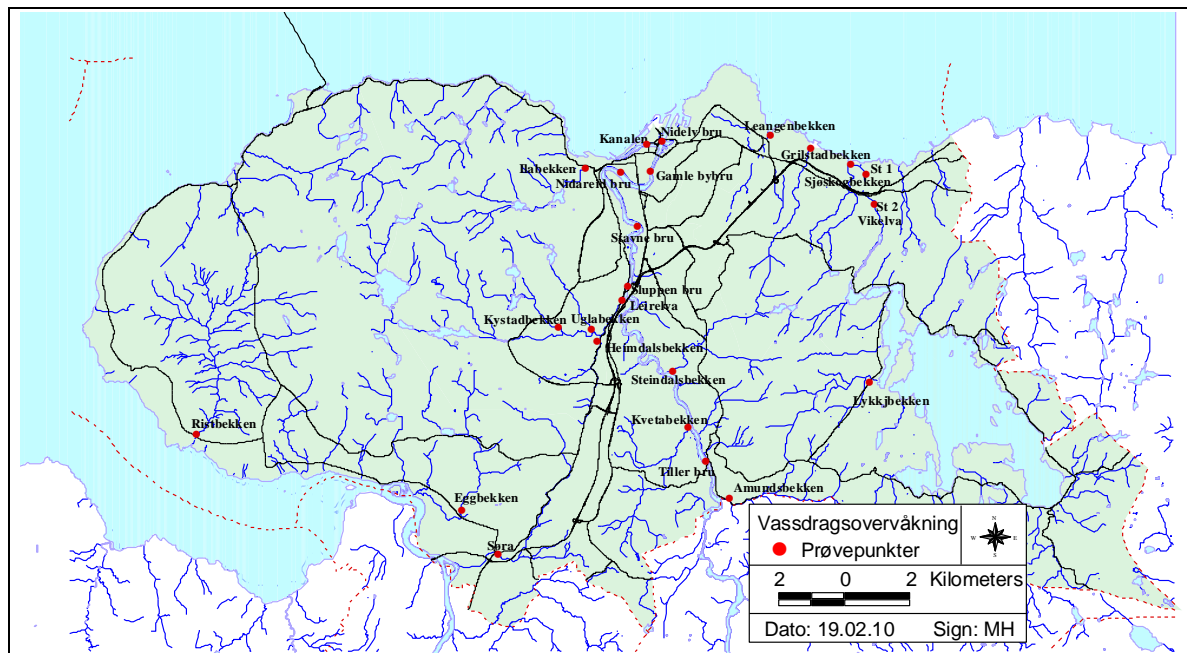 Leangenbekken
Nidelv bru
Kanalen
Grilstadbekken
Ilabekken
Gamle bybru
St 1
Nidareid bru
Sjøskogbekken
St 2
Vikelva
Stavne bru
Sluppen bru
Leirelva
Kystadbekken
Uglabekken
Heimdalsbekken
Steindalsbekken
Lykkjbekken
Ristbekken
Kvetabekken
Tiller bru
Eggbekken
Amundsbekken
Søra
Vassdragsovervåkning
N
W E
S
Prøvepunkter
2 0 2 Kilometers
Dato: 19.02.10 Sign: MH